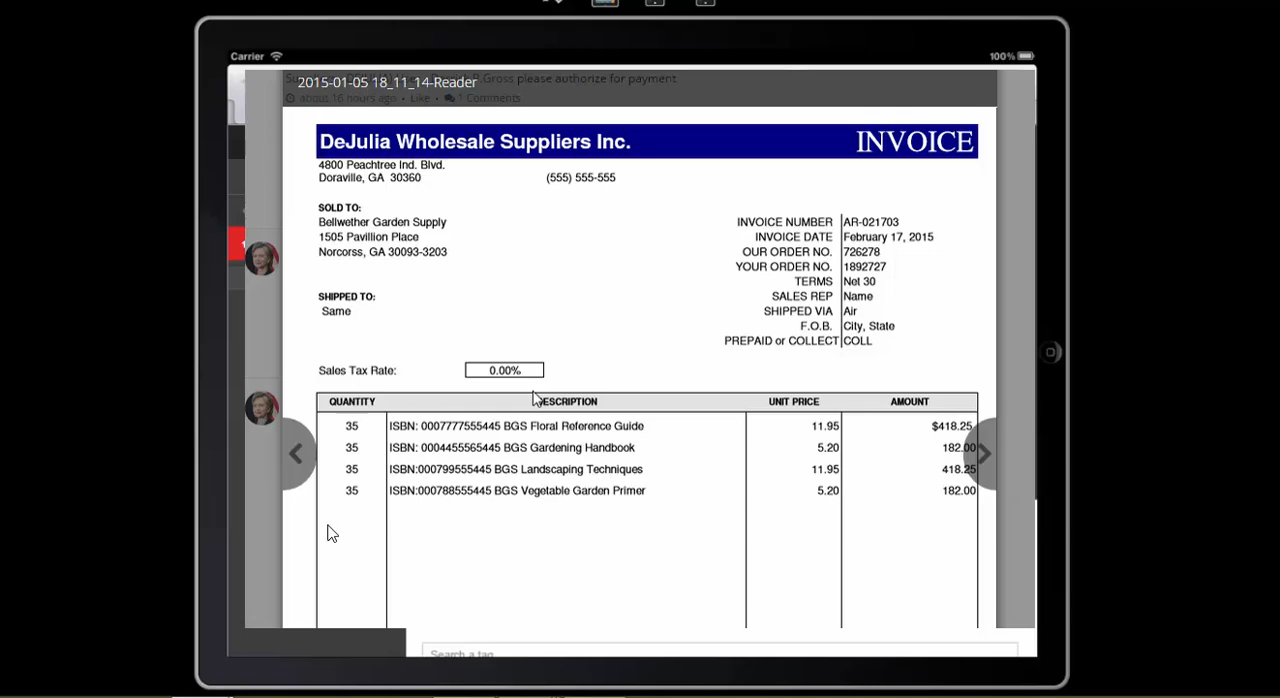 Carrier
100%
Gross please authorize for payment
2015-01-05 18_11_14-Reader
about 16 hours ago • Like • 1 Comments
DeJulia Wholesale Suppliers Inc.
INVOICE
4800 Peachtree Ind. Blvd.
Doraville, GA 30360
(555) 555-555
SOLD TO:
Bellwether Garden Supply
1505 Pavillion Place
Norcorss, GA 30093-3203
INVOICE NUMBER AR-021703
INVOICE DATE February 17, 2015
OUR ORDER NO. 726278
YOUR ORDER NO. 1892727
TERMS Net 30
SALES REP Name
SHIPPED VIA Air
F.O.B. City, State
PREPAID or COLLECT COLL
SHIPPED TO:
Same
Sales Tax Rate: 0.00%
QUANTITY DESCRIPTION UNIT PRICE AMOUNT
35 ISBN: 0007777555445 BGS Floral Reference Guide 11.95 $418.25
35 ISBN: 0004455565445 BGS Gardening Handbook 5.20 182.00
35 ISBN:000799555445 BGS Landscaping Techniques 11.95 418.25
35 ISBN:000788555445 BGS Vegetable Garden Primer 5.20 182.00
Search a tag